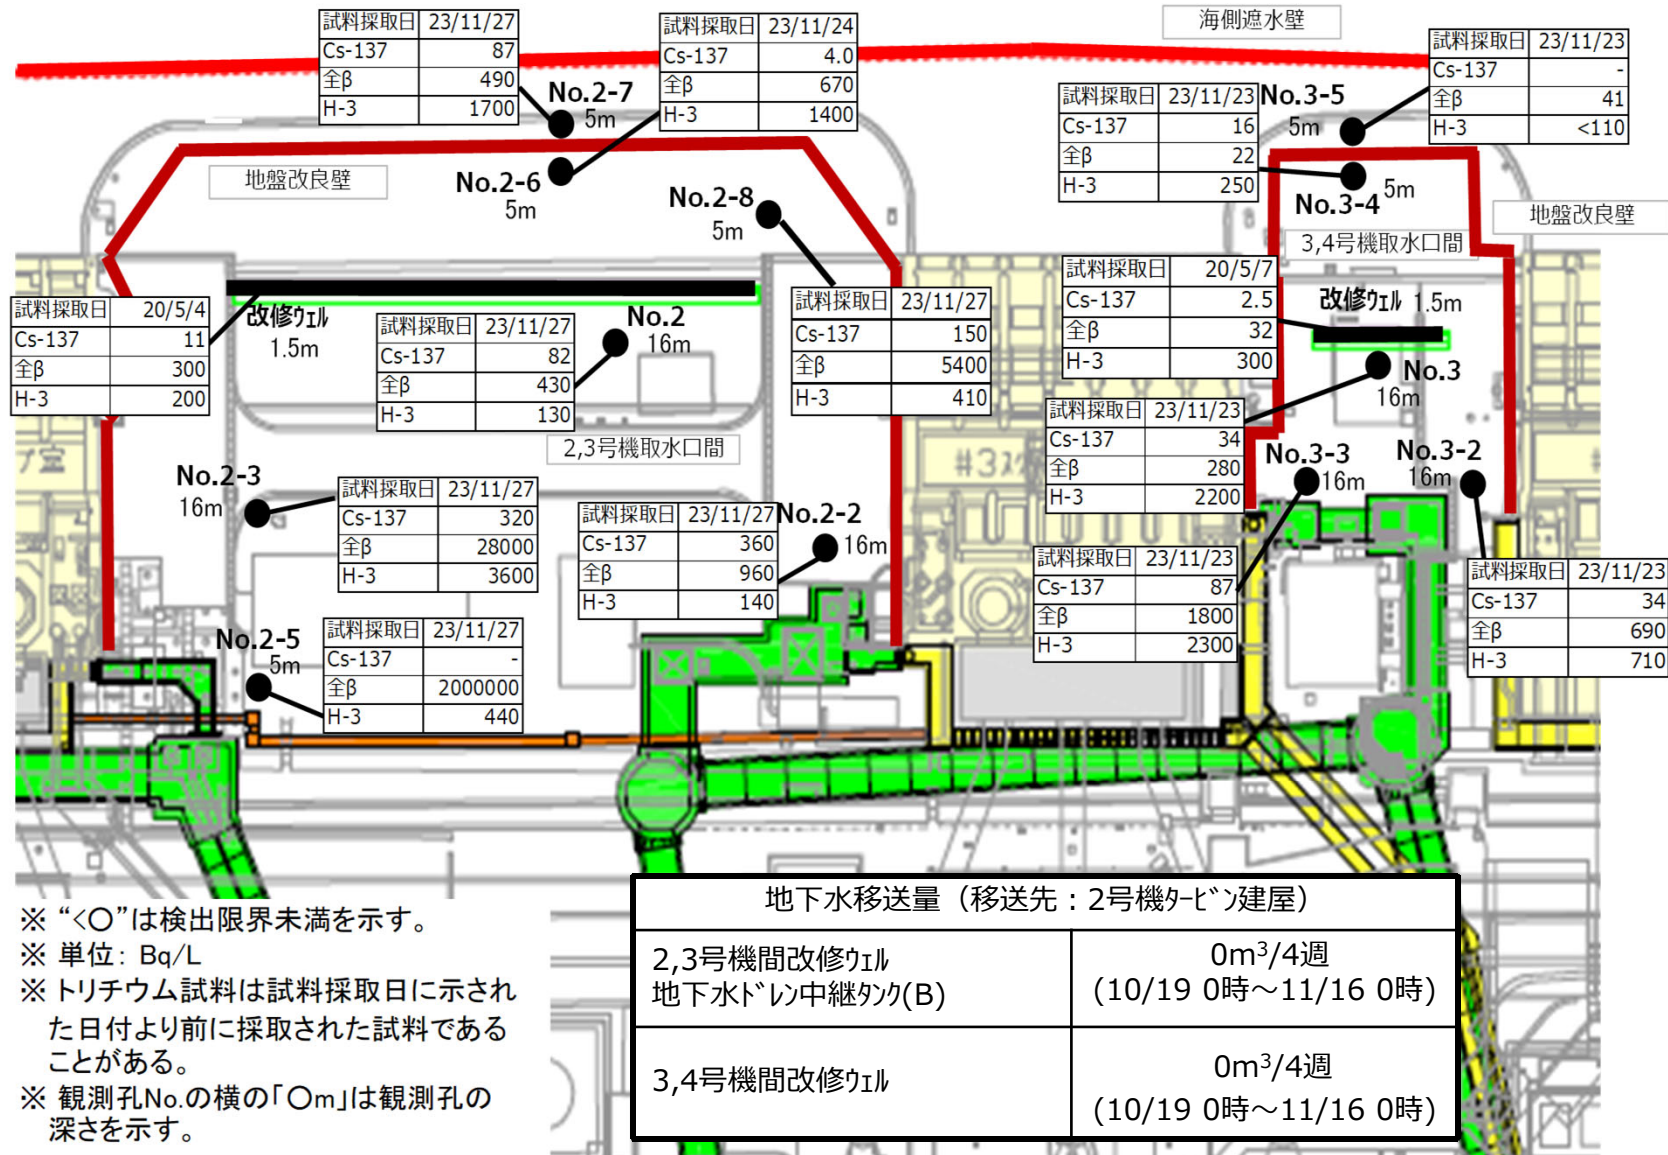 海側遮水壁
試料採取日 23/11/27
Cs-137 87
全β 490
H-3 1700
No.2-7
5m
試料採取日 23/11/24
Cs-137 4.0
全β 670
H-3 1400
No.2-6
5m
試料採取日 23/11/23
Cs-137 -
全β 41
H-3 <110
No.3-5
5m
試料採取日 23/11/23
Cs-137 16
全β 22
H-3 250
No.3-4
5m
地盤改良壁
地盤改良壁
3,4号機取水口間
No.2-8
5m
試料採取日 23/11/27
Cs-137 150
全β 5400
H-3 410
試料採取日 20/5/4
Cs-137 11
全β 300
H-3 200
改修ウェル
1.5m
試料採取日 23/11/27
Cs-137 82
全β 430
H-3 130
No.2
16m
試料採取日 20/5/7
Cs-137 2.5
全β 32
H-3 300
改修ウェル 1.5m
No.3
16m
試料採取日 23/11/23
Cs-137 34
全β 280
H-3 2200
2,3号機取水口間
No.2-3
16m
試料採取日 23/11/27
Cs-137 320
全β 28000
H-3 3600
試料採取日 23/11/27
Cs-137 360
全β 960
H-3 140
No.2-2
16m
No.3-3
16m
試料採取日 23/11/23
Cs-137 87
全β 1800
H-3 2300
No.3-2
16m
試料採取日 23/11/23
Cs-137 34
全β 690
H-3 710
No.2-5
5m
試料採取日 23/11/27
Cs-137 -
全β 2000000
H-3 440
※ “<〇”は検出限界未満を示す。
※ 単位: Bq/L
※ トリチウム試料は試料採取日に示され
た日付より前に採取された試料である
ことがある。
※ 観測孔No.の横の「〇m」は観測孔の
深さを示す。
地下水移送量（移送先：2号機ﾀｰﾋﾞﾝ建屋）
2,3号機間改修ｳｪﾙ
地下水ﾄﾞﾚﾝ中継ﾀﾝｸ(B)
0m³/4週
(10/19 0時～11/16 0時)
3,4号機間改修ｳｪﾙ
0m³/4週
(10/19 0時～11/16 0時)